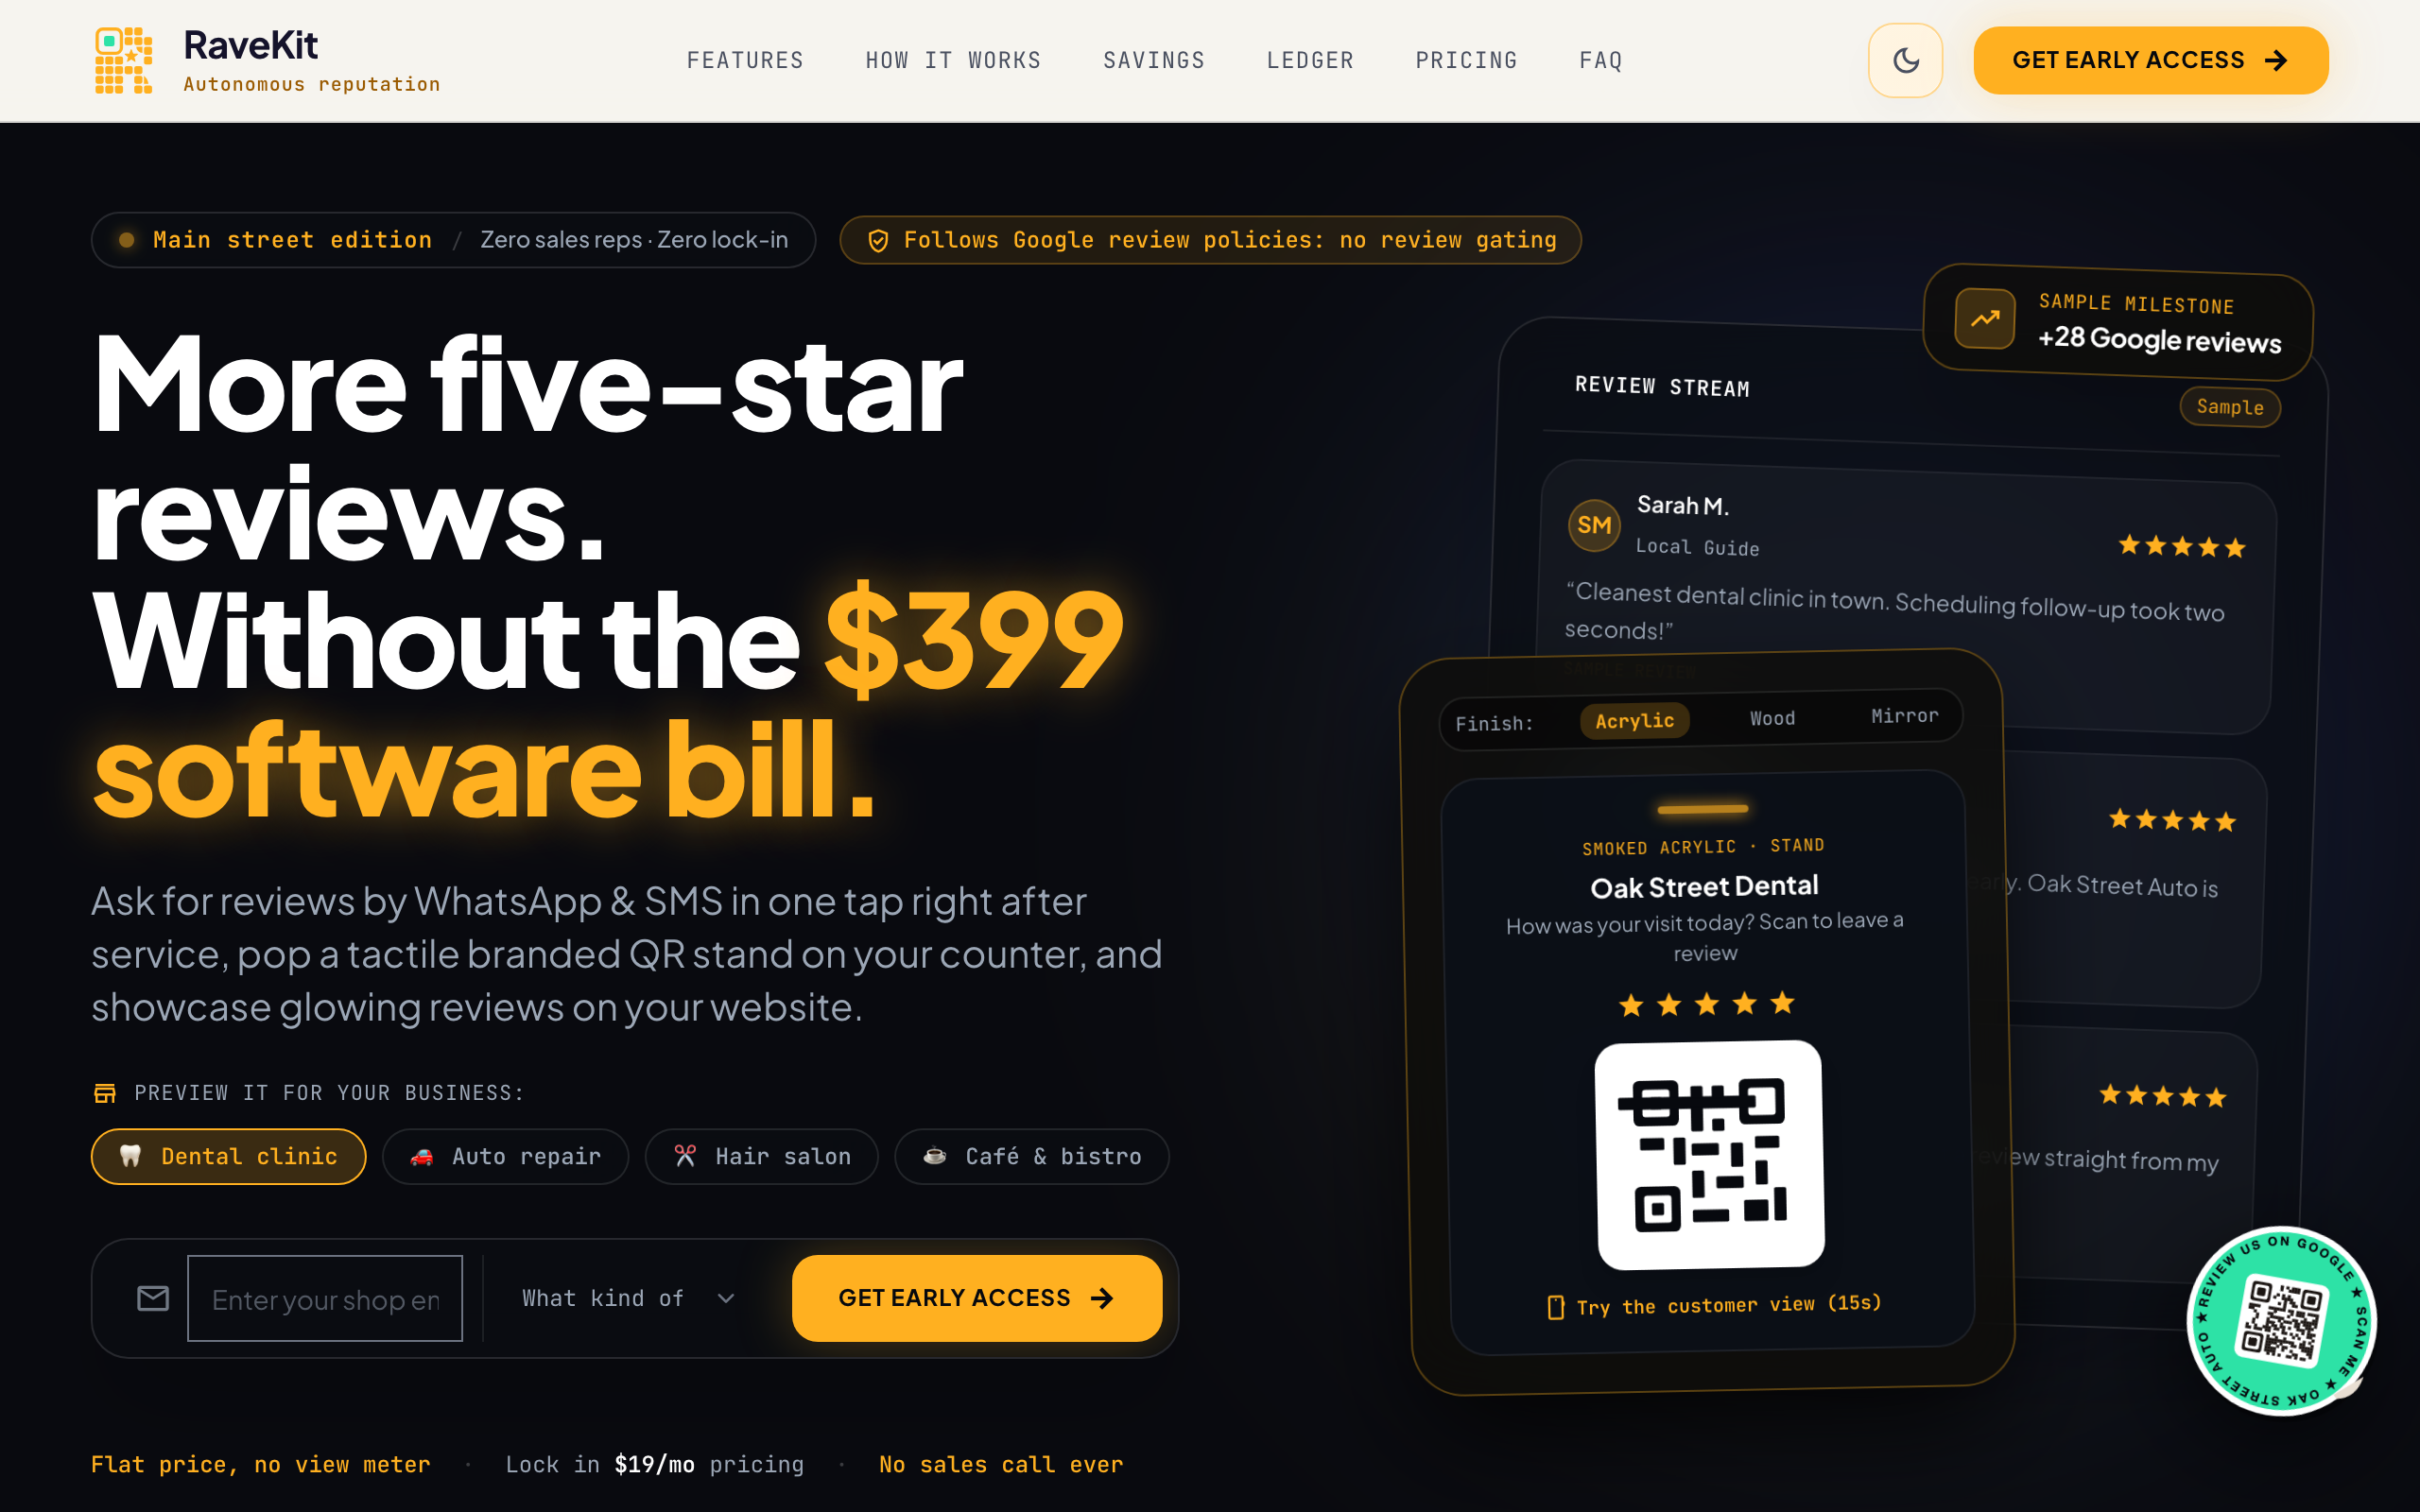 RaveKit
Autonomous reputation
FEATURES
HOW IT WORKS
SAVINGS
LEDGER
PRICING
FAQ
GET EARLY ACCESS →
Main street edition / Zero sales reps · Zero lock-in
Follows Google review policies: no review gating
More five-star
reviews.
Without the $399
software bill.
Ask for reviews by WhatsApp & SMS in one tap right after
service, pop a tactile branded QR stand on your counter, and
showcase glowing reviews on your website.
PREVIEW IT FOR YOUR BUSINESS:
Dental clinic
Auto repair
Hair salon
Café & bistro
Enter your shop en
What kind of
GET EARLY ACCESS →
Flat price, no view meter · Lock in $19/mo pricing · No sales call ever
SAMPLE MILESTONE
+28 Google reviews
REVIEW STREAM
Sample
SM
Sarah M.
Local Guide
★★★★★
“Cleanest dental clinic in town. Scheduling follow-up took two
seconds!”
SAMPLE REVIEW
★★★★★
early. Oak Street Auto is
★★★★★
review straight from my
Finish:
Acrylic
Wood
Mirror
SMOKED ACRYLIC · STAND
Oak Street Dental
How was your visit today? Scan to leave a
review
★★★★★
Try the customer view (15s)
REVIEW US ON GOOGLE ★ SCAN ME ★ OAK STREET AUTO ★